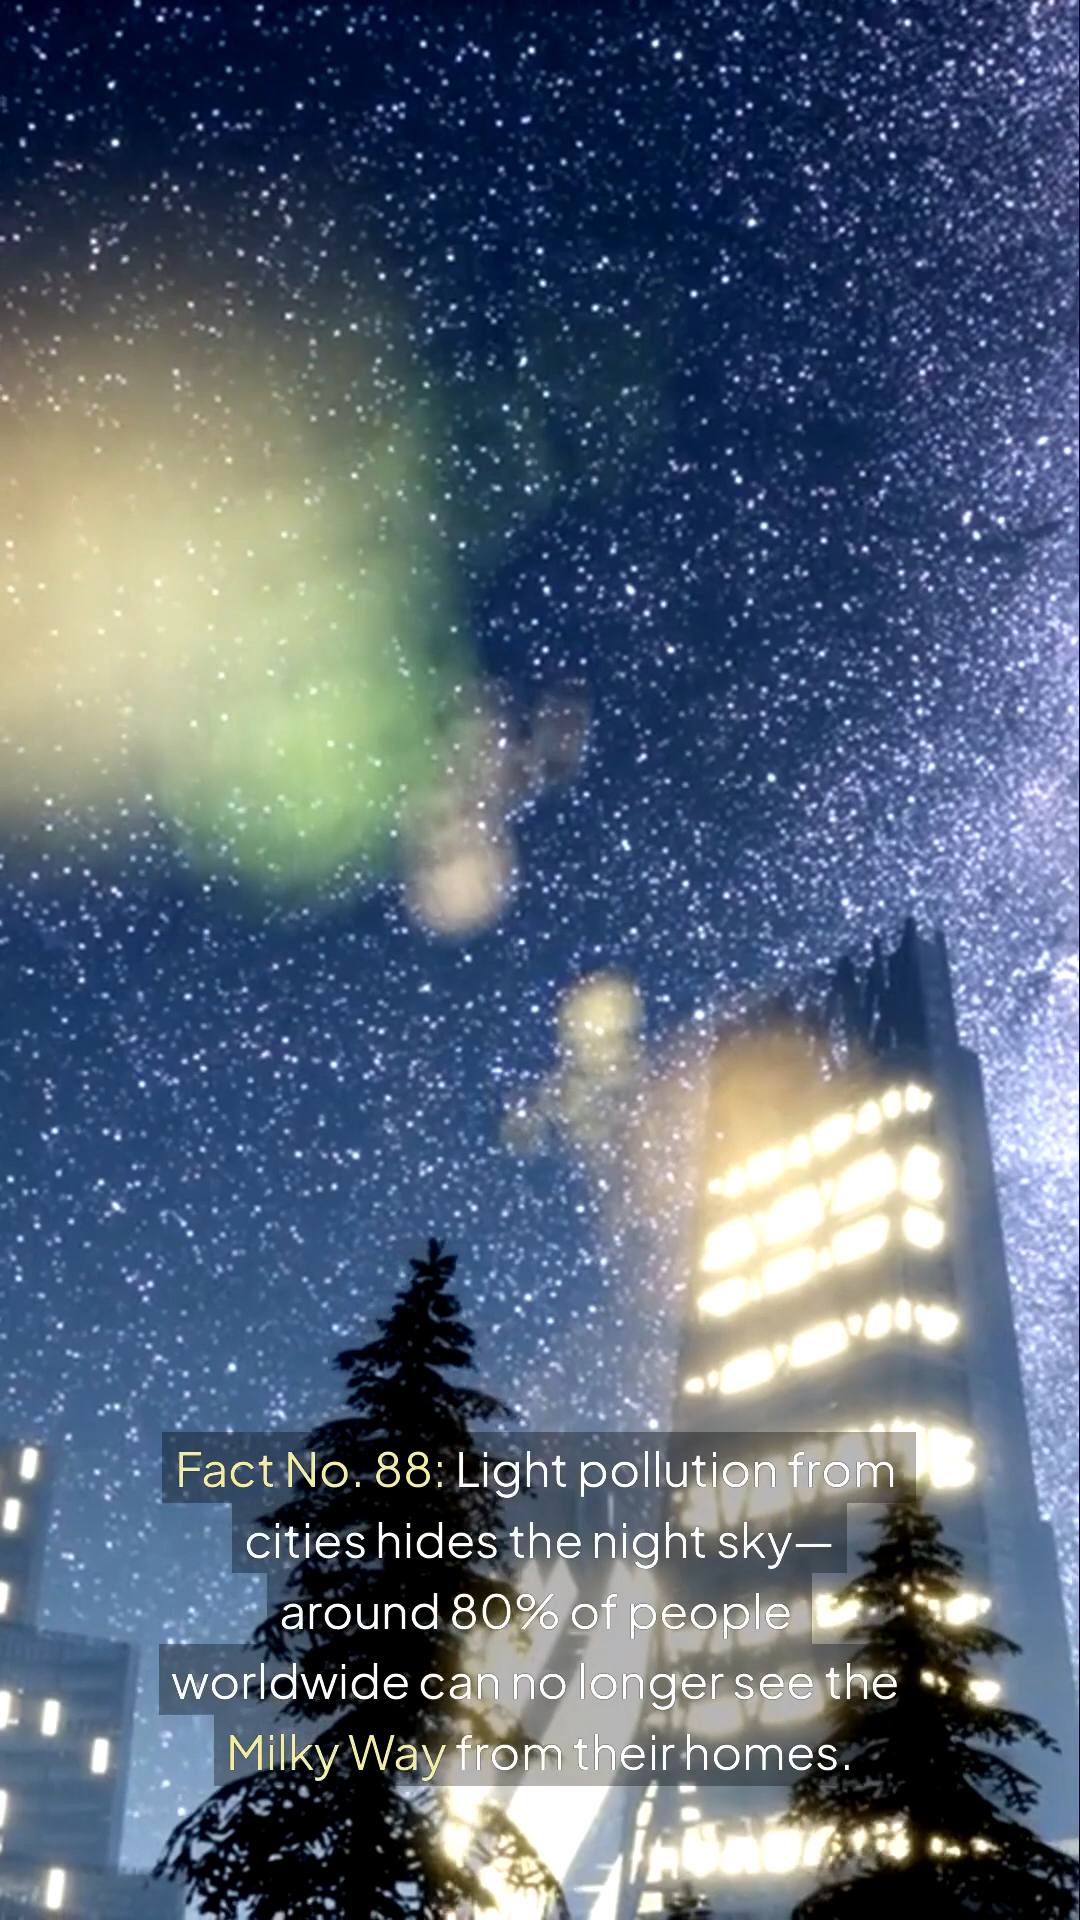 Fact No. 88: Light pollution from
cities hides the night sky—
around 80% of people
worldwide can no longer see the
Milky Way from their homes.